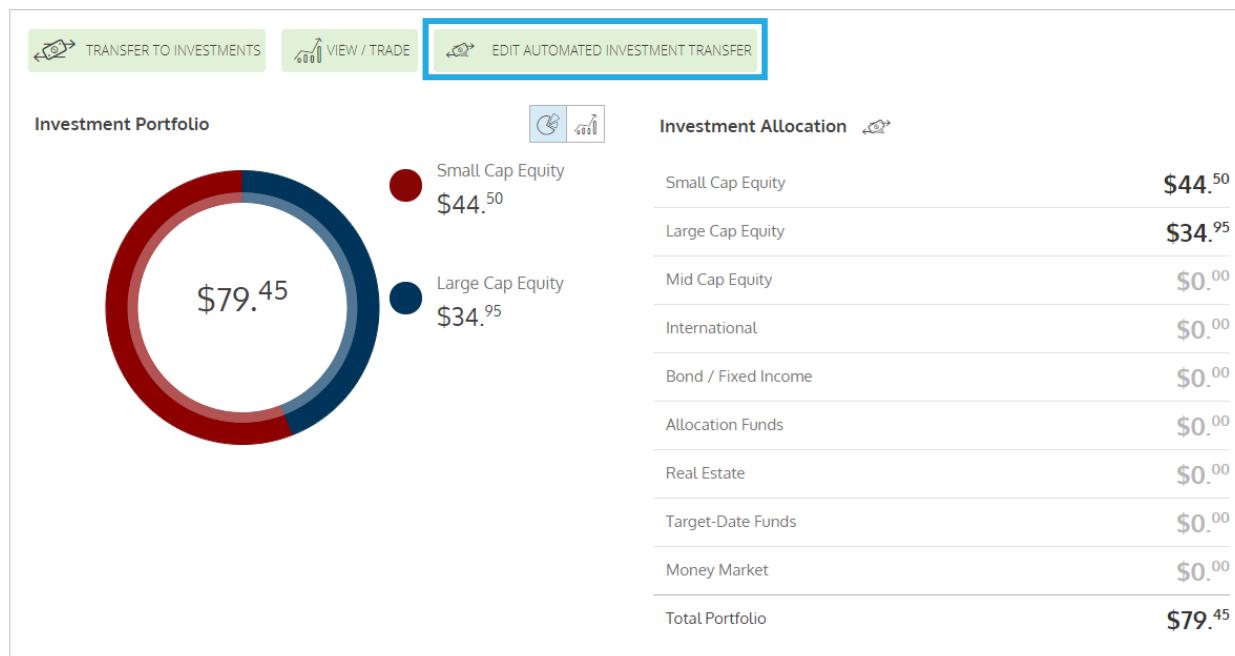 TRANSFER TO INVESTMENTS
VIEW / TRADE
EDIT AUTOMATED INVESTMENT TRANSFER
Investment Portfolio
$79.45
Small Cap Equity
$44.50
Large Cap Equity
$34.95
Investment Allocation
Small Cap Equity $44.50
Large Cap Equity $34.95
Mid Cap Equity $0.00
International $0.00
Bond / Fixed Income $0.00
Allocation Funds $0.00
Real Estate $0.00
Target-Date Funds $0.00
Money Market $0.00
Total Portfolio $79.45